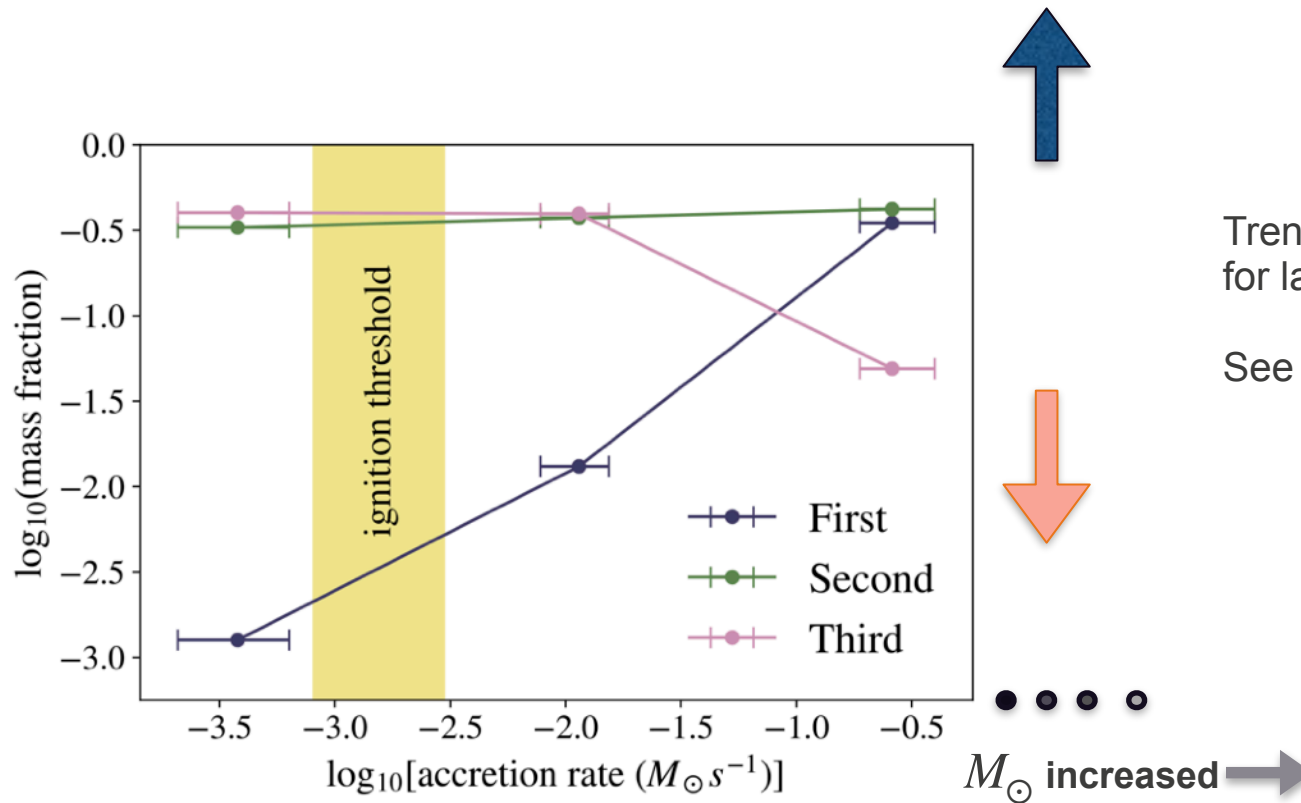 0.0
−0.5
−1.0
−1.5
−2.0
−2.5
−3.0
log₁₀(mass fraction)
ignition threshold
First
Second
Third
−3.5 −3.0 −2.5 −2.0 −1.5 −1.0 −0.5
log₁₀[accretion rate (M⊙s⁻¹)]
for
See
M⊙ increased